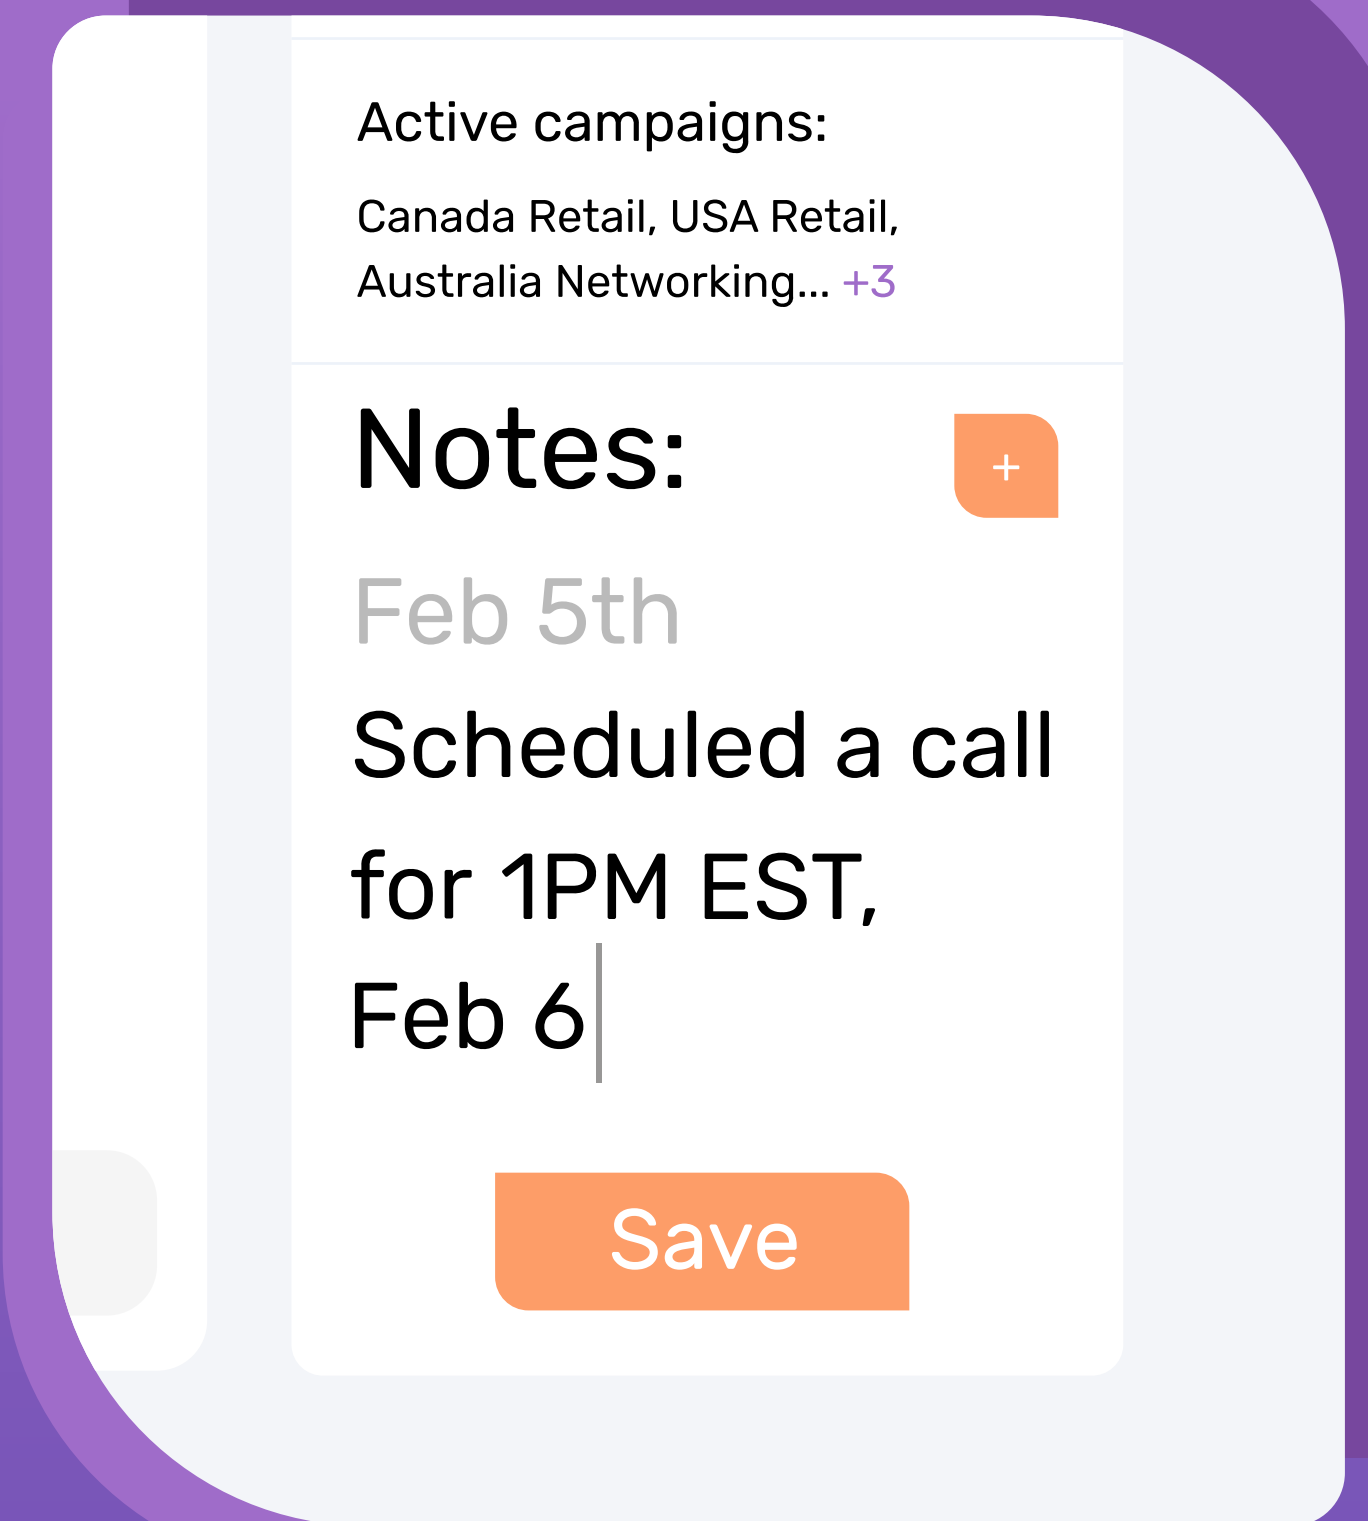 Active campaigns:
Canada Retail, USA Retail,
Australia Networking... +3
Notes:
+
Feb 5th
Scheduled a call
for 1PM EST,
Feb 6
Save